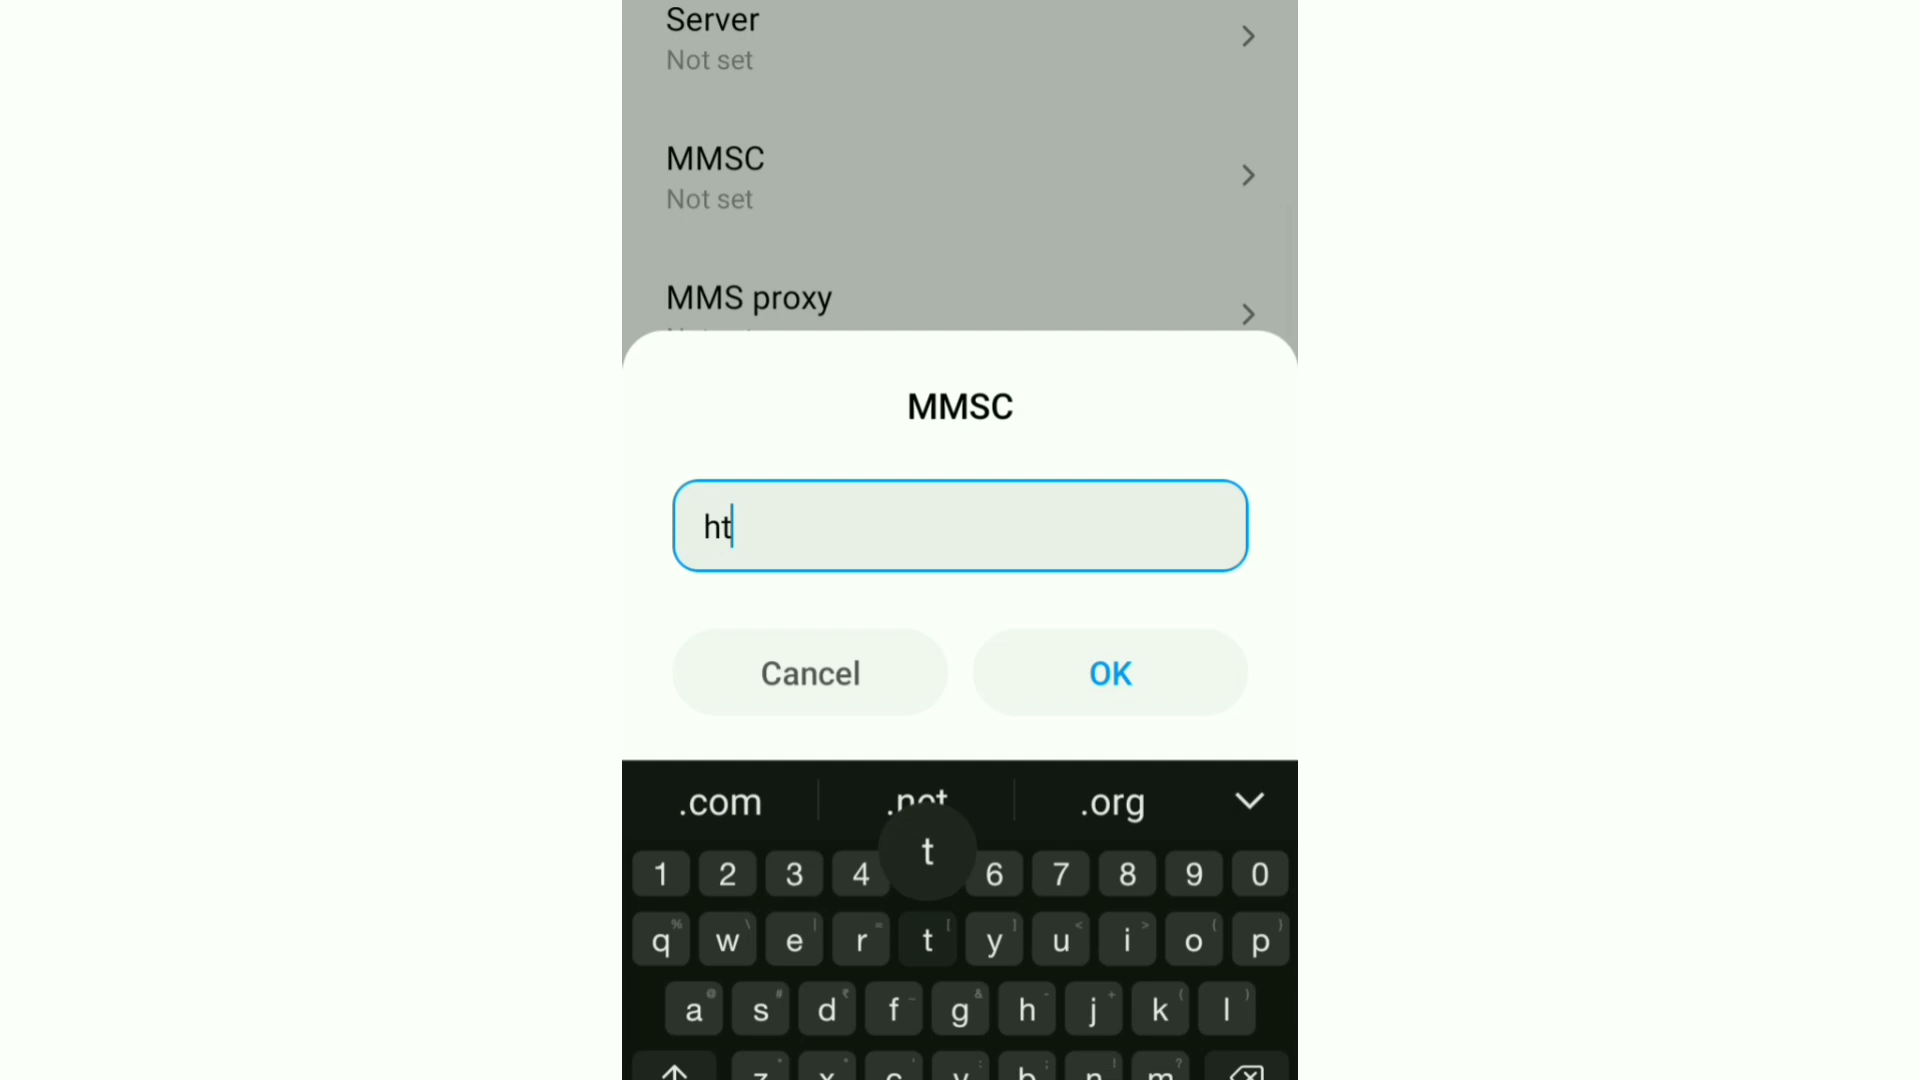 Server
Not set
MMSC
Not set
MMS proxy
MMSC
ht
Cancel
OK
.com .net .org
t
1 2 3 4 6 7 8 9 0
% \ | = [ ] < > { }
q w e r t y u i o p
@ # ₹ _ & - + ( )
a s d f g h j k l
z x c v b n m